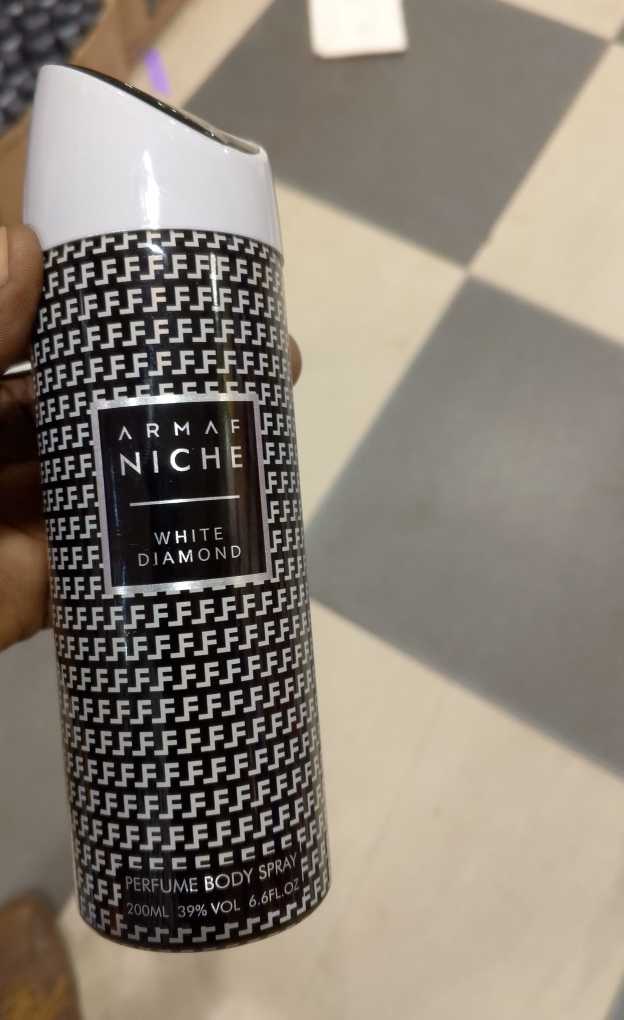 ARMAF
NICHE
WHITE
DIAMOND
PERFUME BODY SPRAY
200ML 39% VOL 6.6FL.OZ